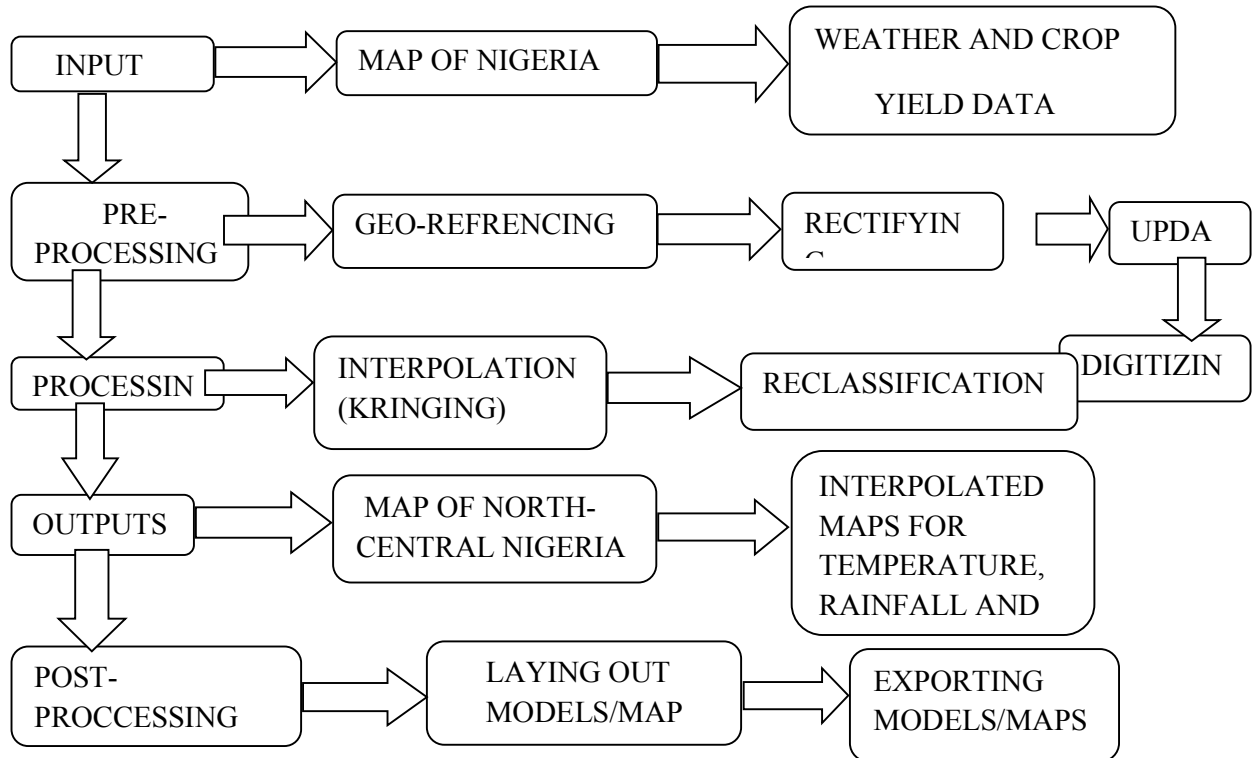 INPUT
MAP OF NIGERIA
WEATHER AND CROP
YIELD DATA
PRE-
PROCESSING
GEO-REFRENCING
RECTIFYIN
UPDA
PROCESSIN
INTERPOLATION
(KRINGING)
RECLASSIFICATION
DIGITIZIN
OUTPUTS
MAP OF NORTH-
CENTRAL NIGERIA
INTERPOLATED
MAPS FOR
TEMPERATURE,
RAINFALL AND
POST-
PROCCESSING
LAYING OUT
MODELS/MAP
EXPORTING
MODELS/MAPS